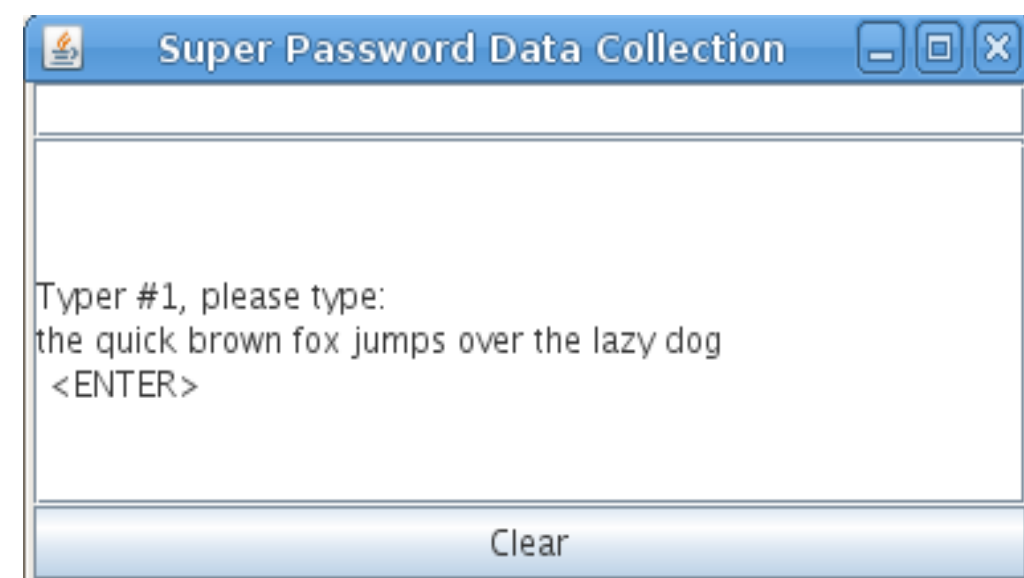 Super Password Data Collection
Typer #1, please type:
the quick brown fox jumps over the lazy dog
<ENTER>
Clear